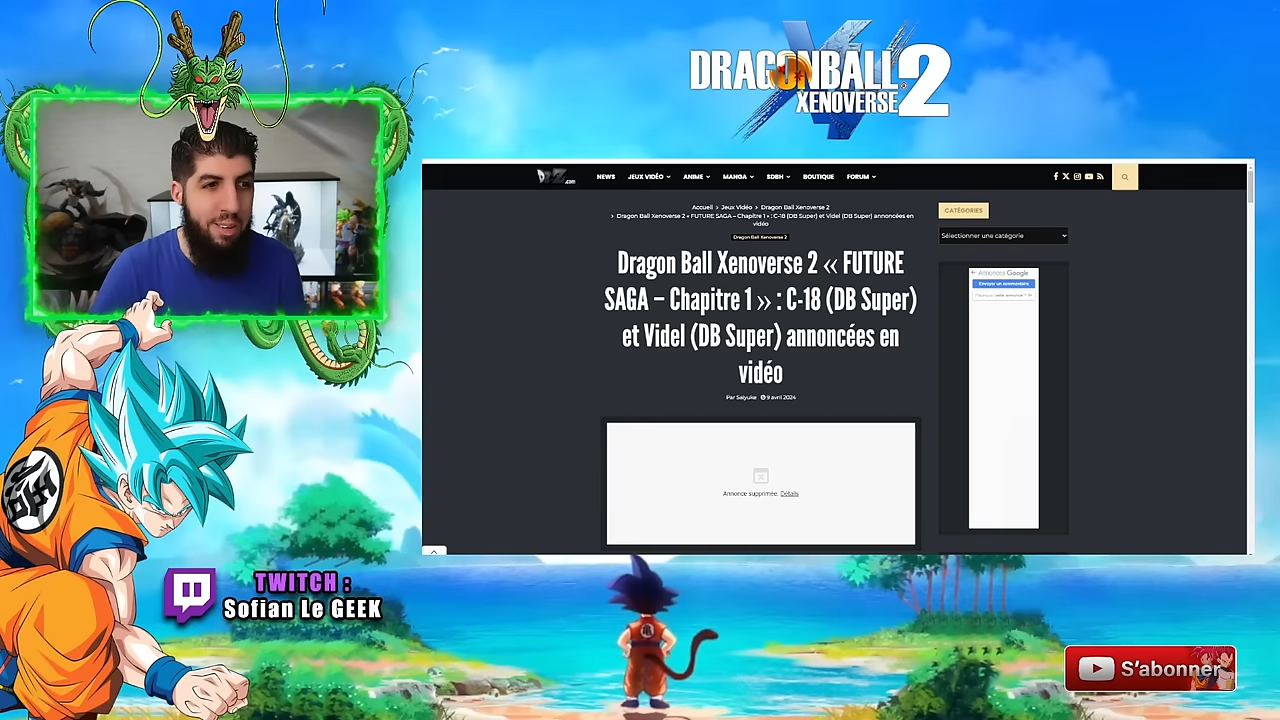 DRAGONBALL
XENOVERSE 2
NEWS JEUX VIDÉO ANIME MANGA SDBH BOUTIQUE FORUM
Accueil › Jeux Vidéo › Dragon Ball Xenoverse 2
› Dragon Ball Xenoverse 2 « FUTURE SAGA – Chapitre 1 » : C-18 (DB Super) et Videl (DB Super) annoncées en
vidéo
Dragon Ball Xenoverse 2
Dragon Ball Xenoverse 2 « FUTURE
SAGA – Chapitre 1 » : C-18 (DB Super)
et Videl (DB Super) annoncées en
vidéo
Par Saiyuke 9 avril 2024
Annonce supprimée. Détails
CATÉGORIES
Sélectionner une catégorie
Annonces Google
Envoyer un commentaire
Pourquoi cette annonce ?
TWITCH :
Sofian Le GEEK
S'abonner